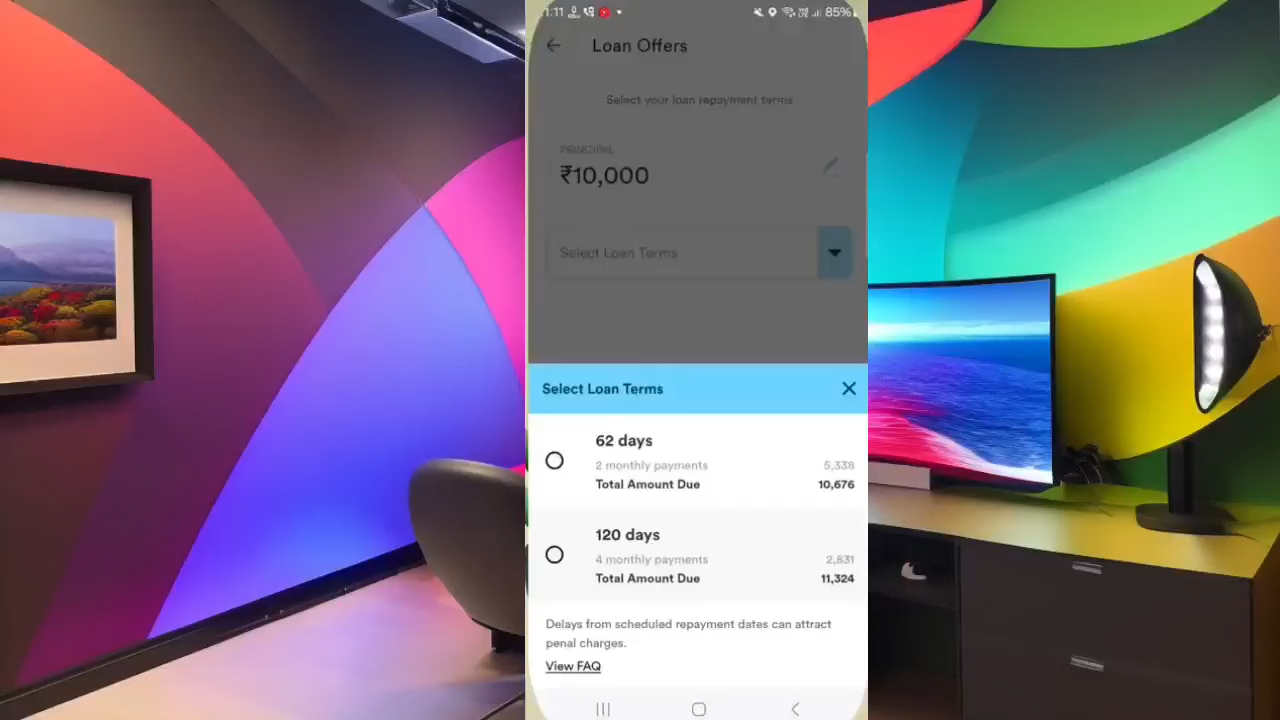 1:11 85%
Loan Offers
Select your loan repayment terms
PRINCIPAL
₹10,000
Select Loan Terms
Select Loan Terms
62 days
2 monthly payments 5,338
Total Amount Due 10,676
120 days
4 monthly payments 2,831
Total Amount Due 11,324
Delays from scheduled repayment dates can attract
penal charges.
View FAQ